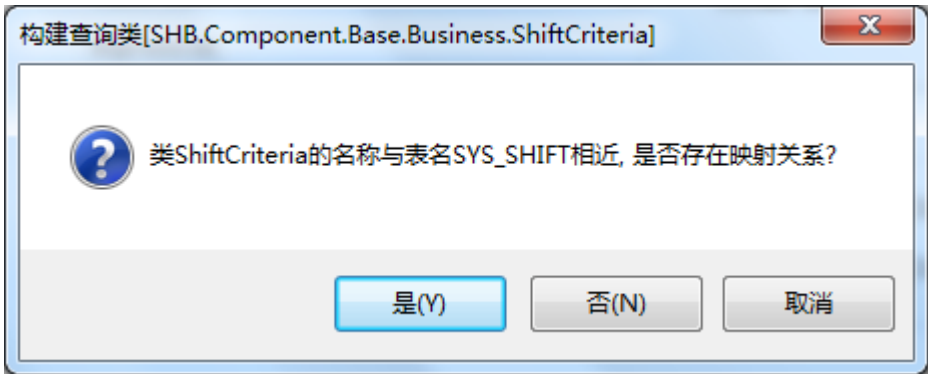 构建查询类[SHB.Component.Base.Business.ShiftCriteria]
类ShiftCriteria的名称与表名SYS_SHIFT相近, 是否存在映射关系?
是(Y)
否(N)
取消